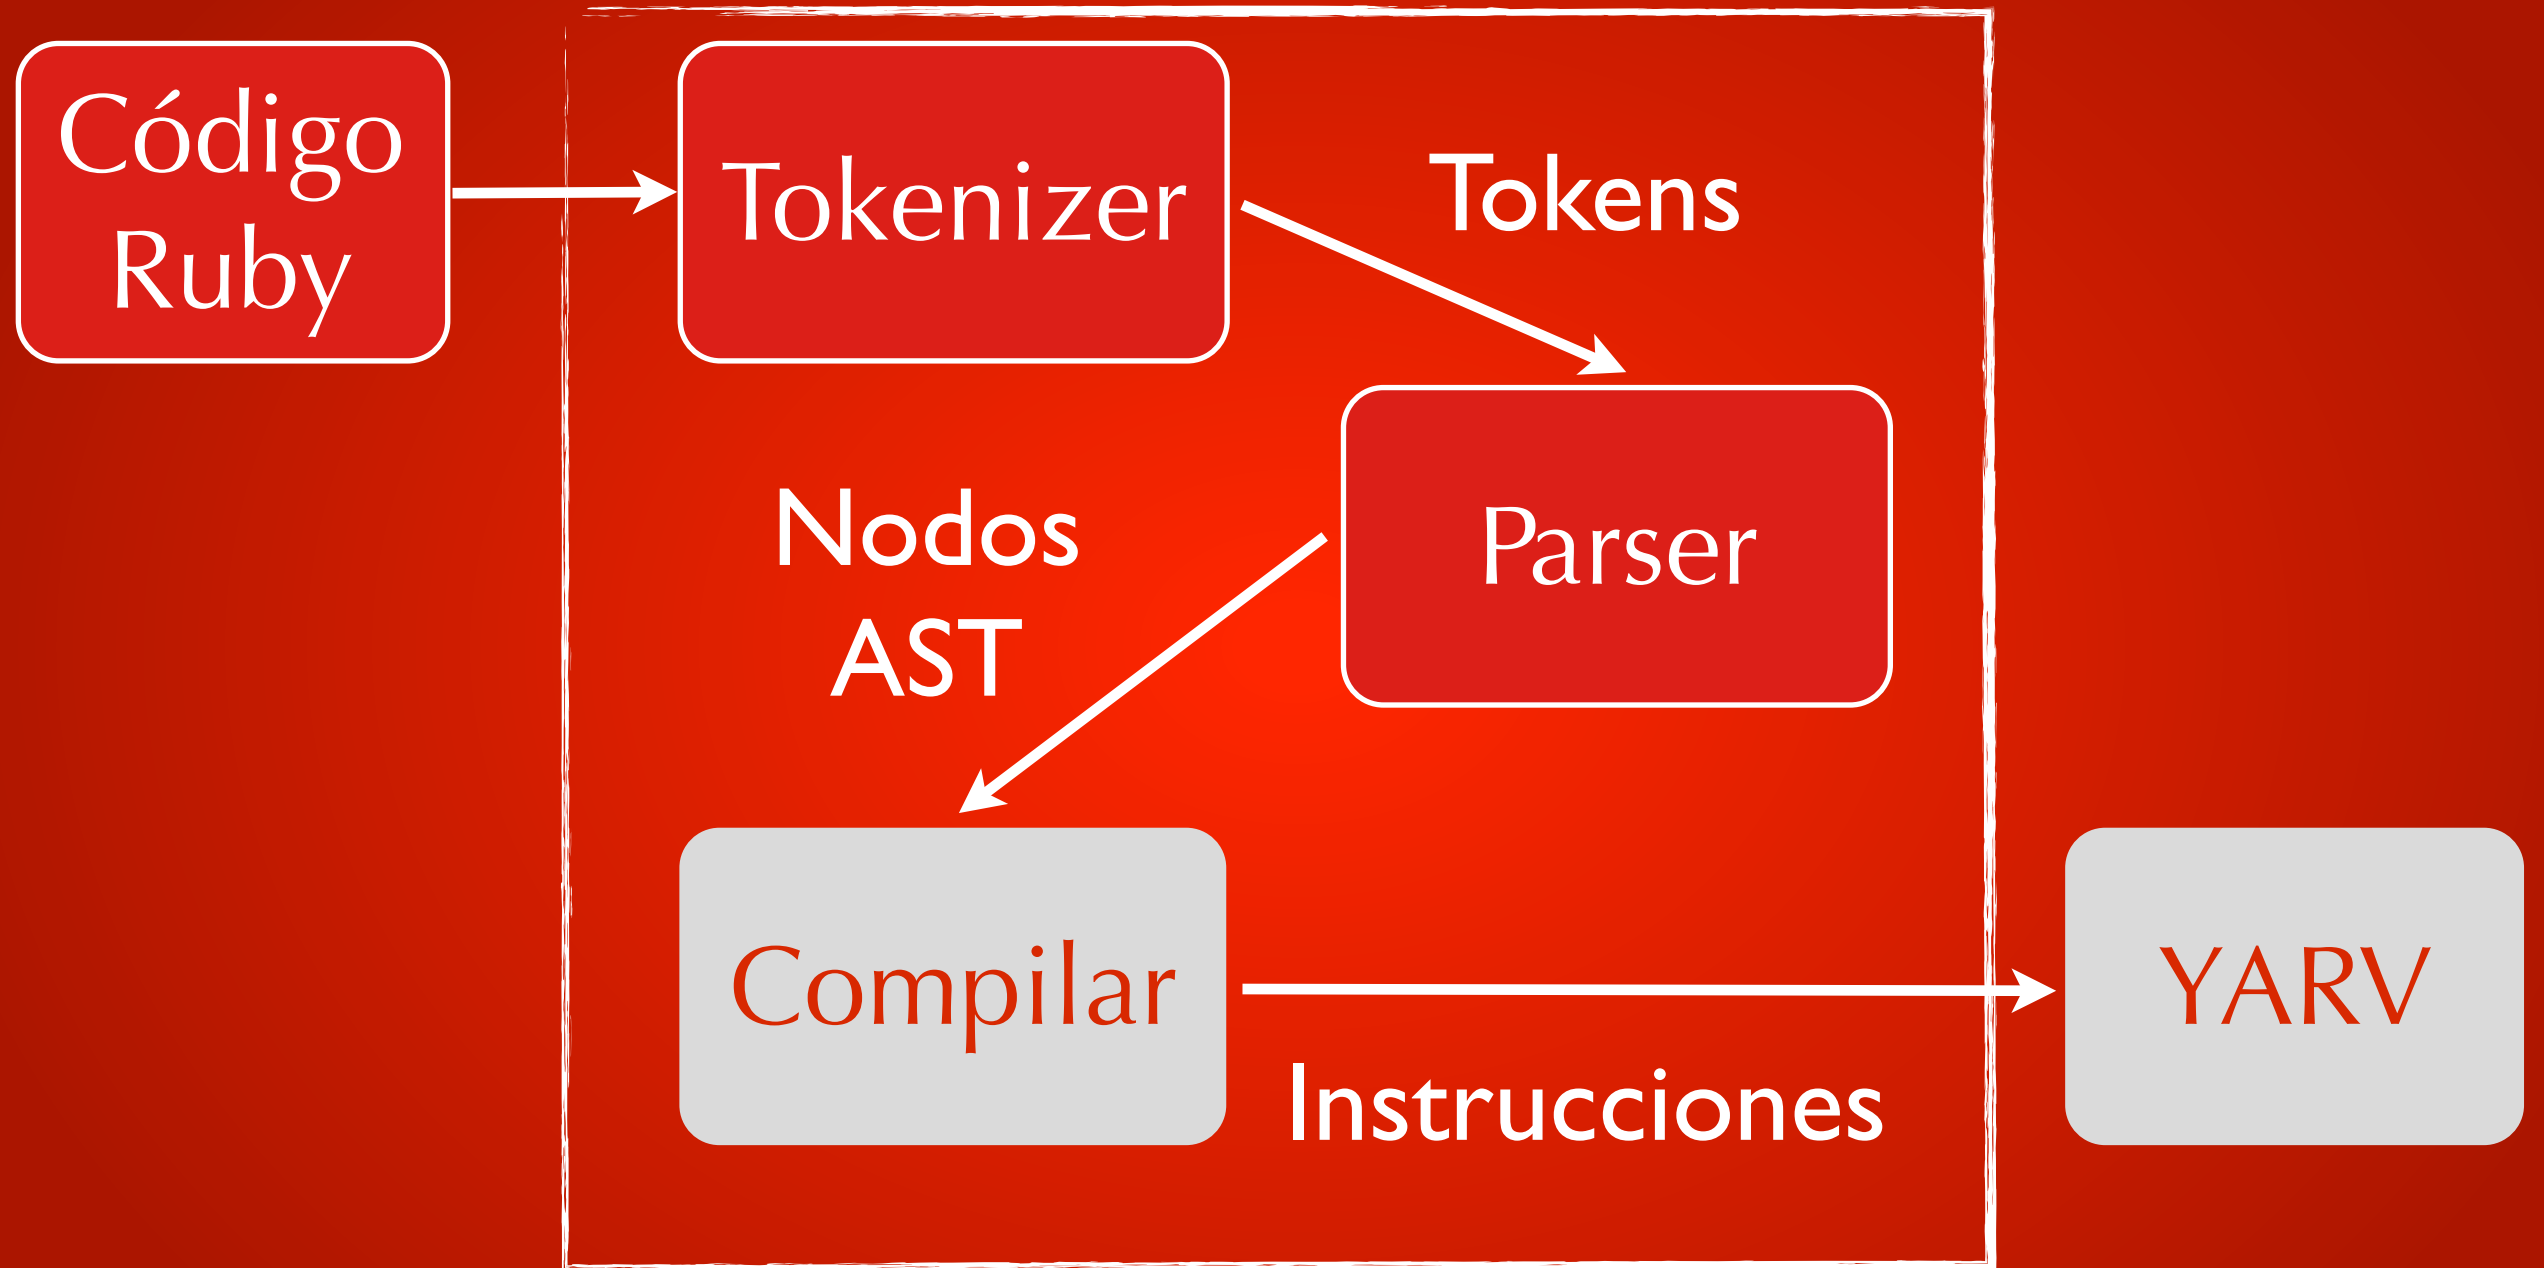 Código
Ruby
Tokenizer
Tokens
Parser
Nodos
AST
Compilar
Instrucciones
YARV